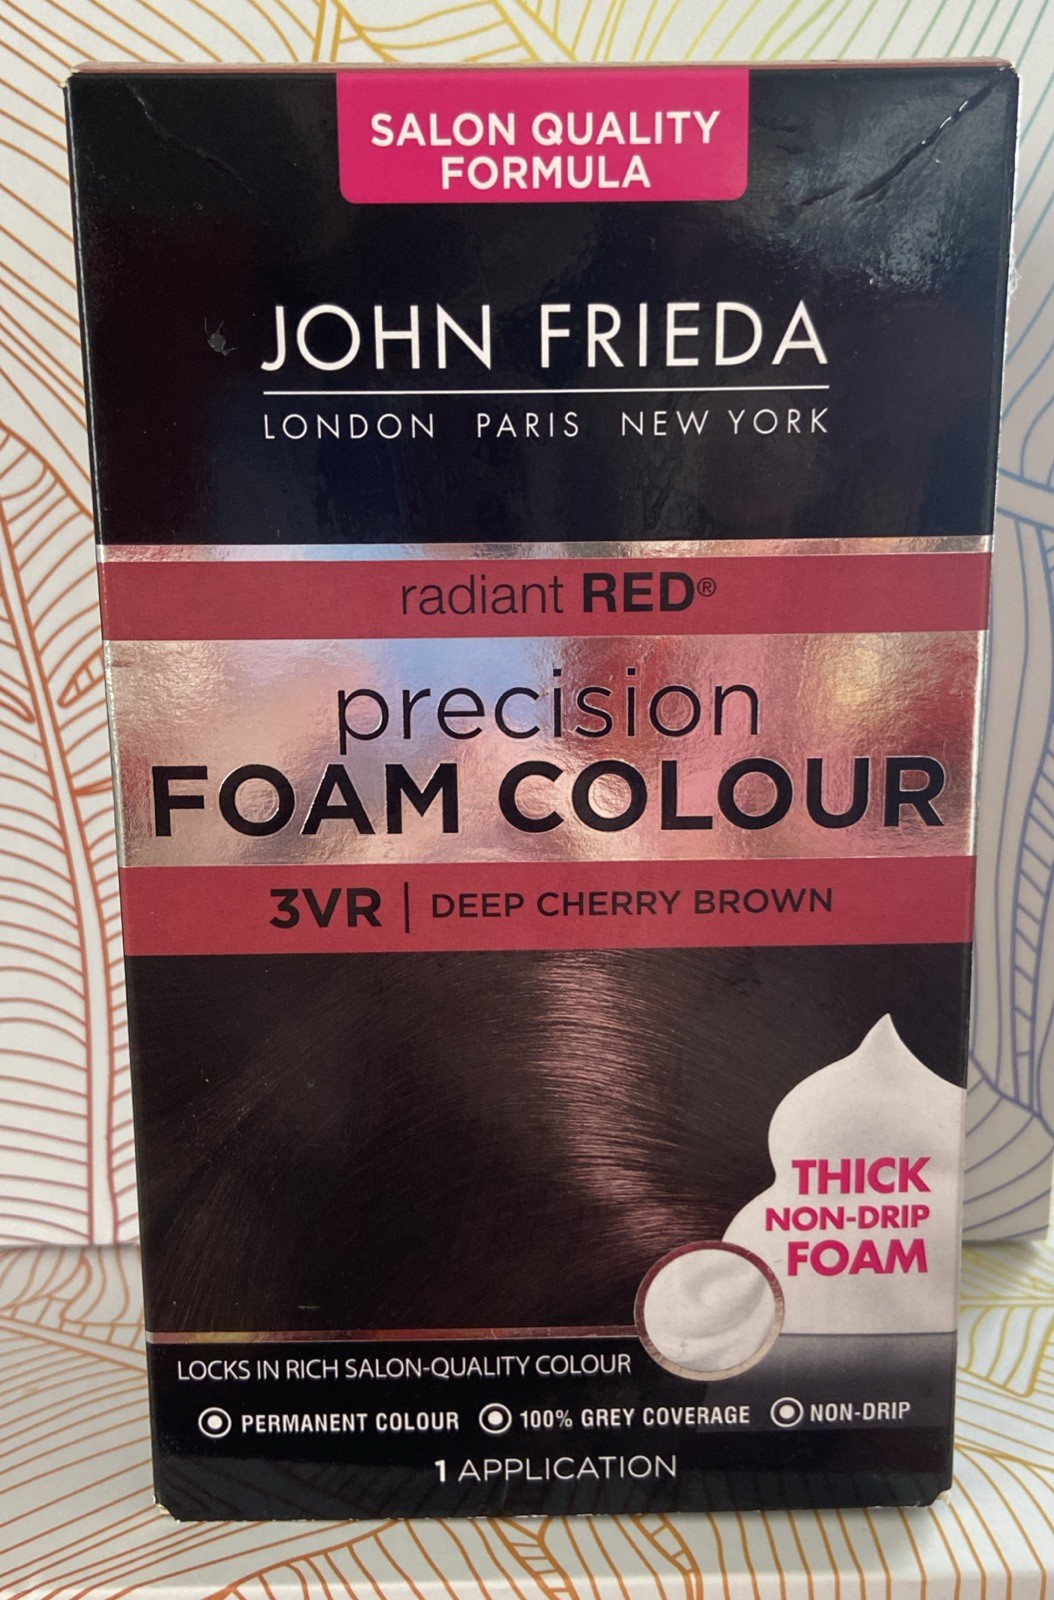 SALON QUALITY
FORMULA
JOHN FRIEDA
LONDON PARIS NEW YORK
radiant RED®
precision
FOAM COLOUR
3VR | DEEP CHERRY BROWN
THICK
NON-DRIP
FOAM
LOCKS IN RICH SALON-QUALITY COLOUR
PERMANENT COLOUR 100% GREY COVERAGE NON-DRIP
1 APPLICATION